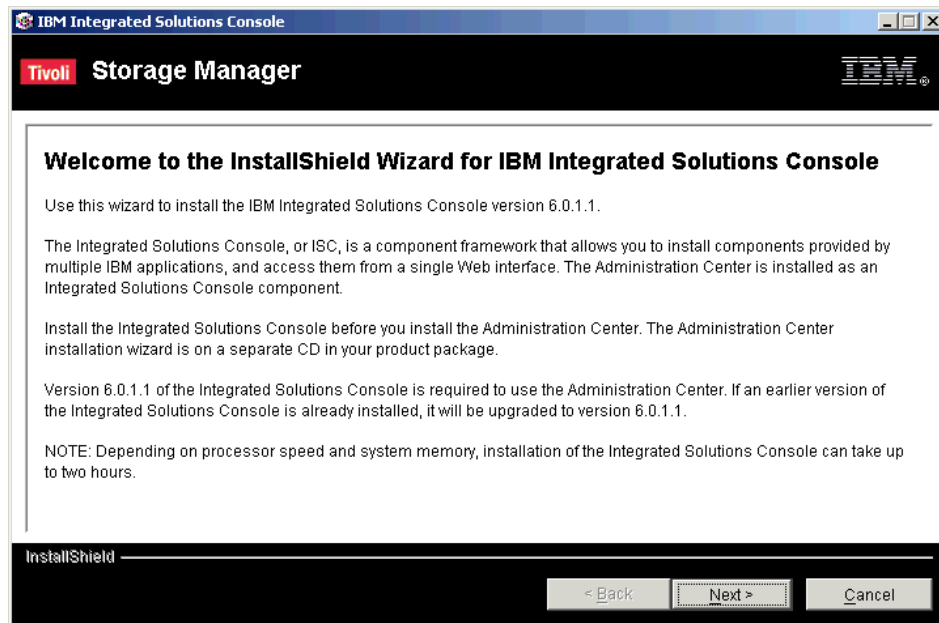 IBM Integrated Solutions Console
Tivoli Storage Manager
IBM®
Welcome to the InstallShield Wizard for IBM Integrated Solutions Console
Use this wizard to install the IBM Integrated Solutions Console version 6.0.1.1.
The Integrated Solutions Console, or ISC, is a component framework that allows you to install components provided by
multiple IBM applications, and access them from a single Web interface. The Administration Center is installed as an
Integrated Solutions Console component.
Install the Integrated Solutions Console before you install the Administration Center. The Administration Center
installation wizard is on a separate CD in your product package.
Version 6.0.1.1 of the Integrated Solutions Console is required to use the Administration Center. If an earlier version of
the Integrated Solutions Console is already installed, it will be upgraded to version 6.0.1.1.
NOTE: Depending on processor speed and system memory, installation of the Integrated Solutions Console can take up
to two hours.
InstallShield
< Back Next > Cancel